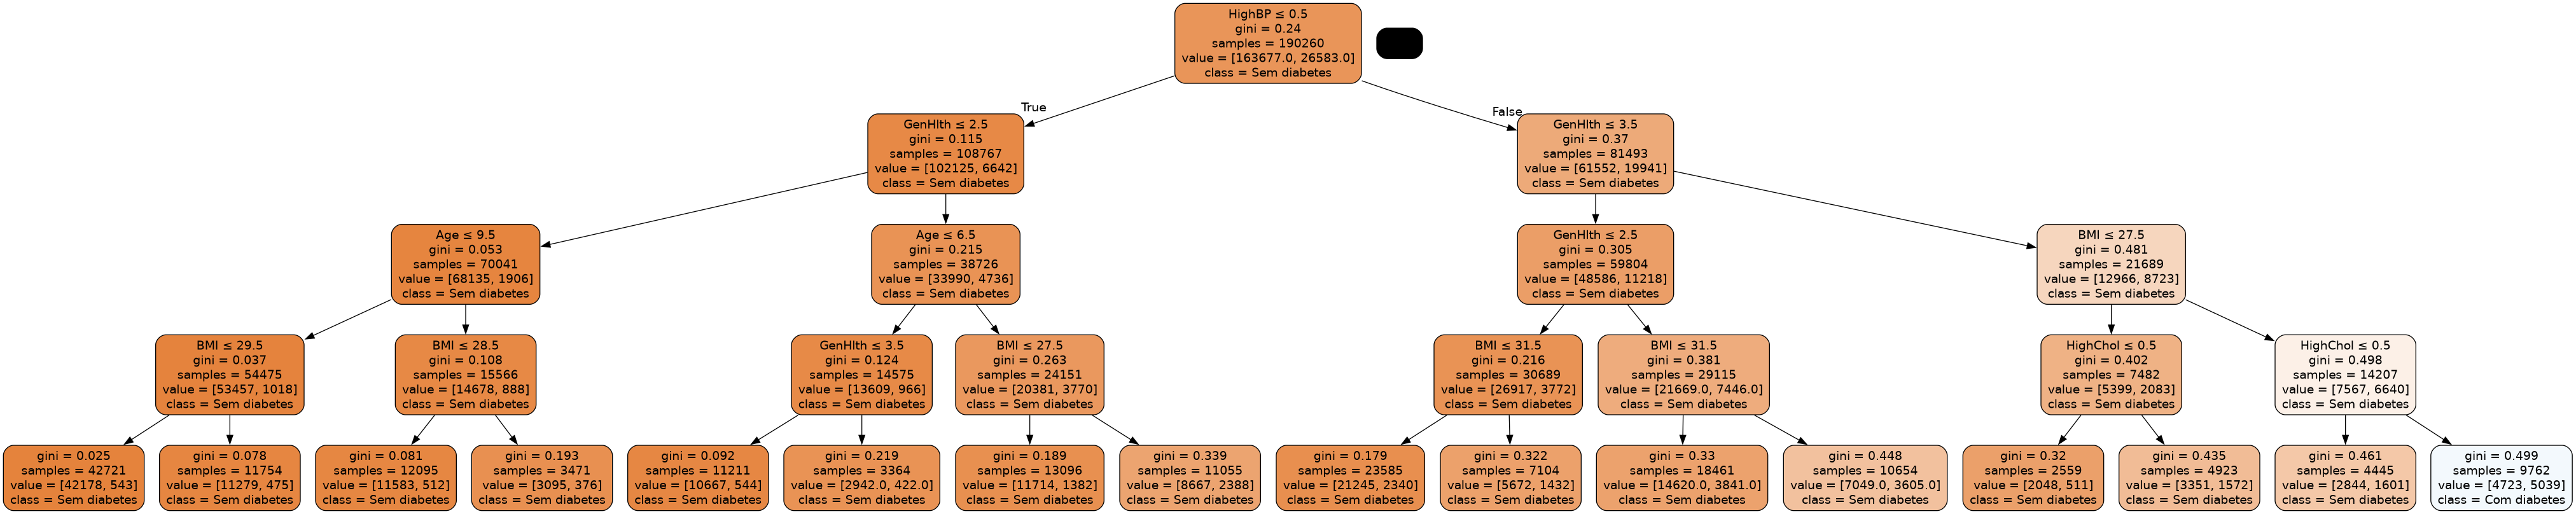 HighBP ≤ 0.5
gini = 0.24
samples = 190260
value = [163677.0, 26583.0]
class = Sem diabetes
True
False
GenHlth ≤ 2.5
gini = 0.115
samples = 108767
value = [102125, 6642]
class = Sem diabetes
GenHlth ≤ 3.5
gini = 0.37
samples = 81493
value = [61552, 19941]
class = Sem diabetes
Age ≤ 9.5
gini = 0.053
samples = 70041
value = [68135, 1906]
class = Sem diabetes
Age ≤ 6.5
gini = 0.215
samples = 38726
value = [33990, 4736]
class = Sem diabetes
GenHlth ≤ 2.5
gini = 0.305
samples = 59804
value = [48586, 11218]
class = Sem diabetes
BMI ≤ 27.5
gini = 0.481
samples = 21689
value = [12966, 8723]
class = Sem diabetes
BMI ≤ 29.5
gini = 0.037
samples = 54475
value = [53457, 1018]
class = Sem diabetes
BMI ≤ 28.5
gini = 0.108
samples = 15566
value = [14678, 888]
class = Sem diabetes
GenHlth ≤ 3.5
gini = 0.124
samples = 14575
value = [13609, 966]
class = Sem diabetes
BMI ≤ 27.5
gini = 0.263
samples = 24151
value = [20381, 3770]
class = Sem diabetes
BMI ≤ 31.5
gini = 0.216
samples = 30689
value = [26917, 3772]
class = Sem diabetes
BMI ≤ 31.5
gini = 0.381
samples = 29115
value = [21669.0, 7446.0]
class = Sem diabetes
HighChol ≤ 0.5
gini = 0.402
samples = 7482
value = [5399, 2083]
class = Sem diabetes
HighChol ≤ 0.5
gini = 0.498
samples = 14207
value = [7567, 6640]
class = Sem diabetes
gini = 0.025
samples = 42721
value = [42178, 543]
class = Sem diabetes
gini = 0.078
samples = 11754
value = [11279, 475]
class = Sem diabetes
gini = 0.081
samples = 12095
value = [11583, 512]
class = Sem diabetes
gini = 0.193
samples = 3471
value = [3095, 376]
class = Sem diabetes
gini = 0.092
samples = 11211
value = [10667, 544]
class = Sem diabetes
gini = 0.219
samples = 3364
value = [2942.0, 422.0]
class = Sem diabetes
gini = 0.189
samples = 13096
value = [11714, 1382]
class = Sem diabetes
gini = 0.339
samples = 11055
value = [8667, 2388]
class = Sem diabetes
gini = 0.179
samples = 23585
value = [21245, 2340]
class = Sem diabetes
gini = 0.322
samples = 7104
value = [5672, 1432]
class = Sem diabetes
gini = 0.33
samples = 18461
value = [14620.0, 3841.0]
class = Sem diabetes
gini = 0.448
samples = 10654
value = [7049.0, 3605.0]
class = Sem diabetes
gini = 0.32
samples = 2559
value = [2048, 511]
class = Sem diabetes
gini = 0.435
samples = 4923
value = [3351, 1572]
class = Sem diabetes
gini = 0.461
samples = 4445
value = [2844, 1601]
class = Sem diabetes
gini = 0.499
samples = 9762
value = [4723, 5039]
class = Com diabetes